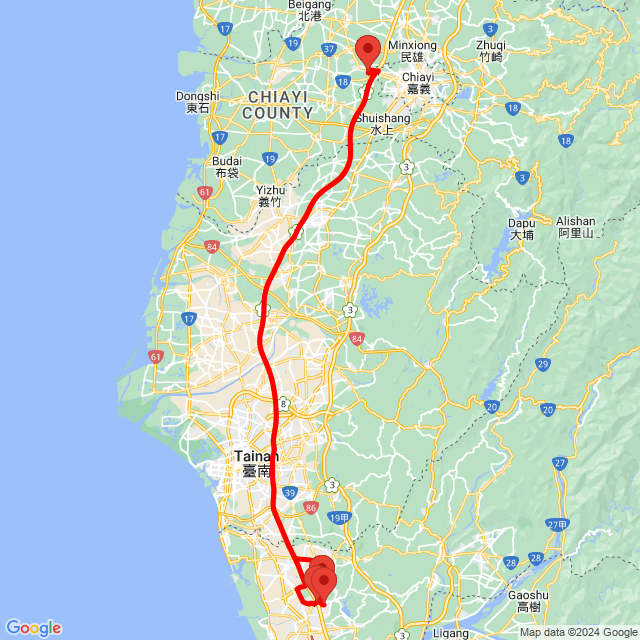 Beigang
北港
Minxiong
民雄
Zhuqi
竹崎
Chiayi
嘉義
Dongshi
東石
CHIAYI
COUNTY
Shuishang
水上
Budai
布袋
Yizhu
義竹
Dapu
大埔
Alishan
阿里山
Tainan
臺南
Gaoshu
高樹
Ligang
19
1
37
18
18
18
17
19
3
3
61
84
17
3
84
61
29
8
20
20
27
39
3
86
19甲
27甲
29
27
Google
Map data ©2024 Google